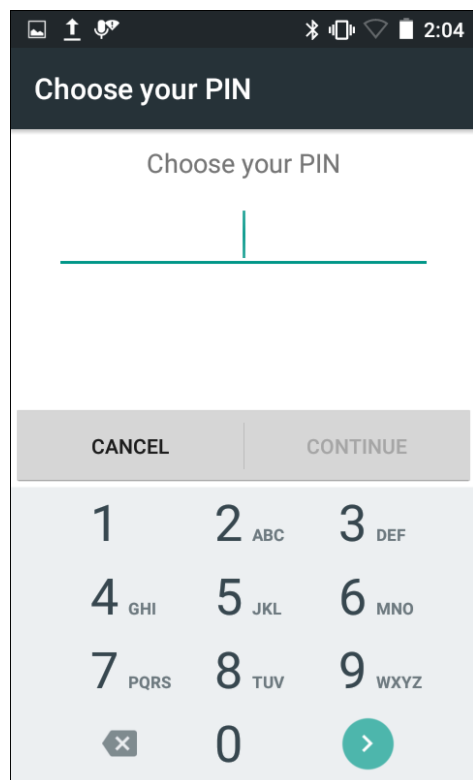 2:04
Choose your PIN
Choose your PIN
CANCEL CONTINUE
1 2 ABC 3 DEF
4 GHI 5 JKL 6 MNO
7 PQRS 8 TUV 9 WXYZ
0